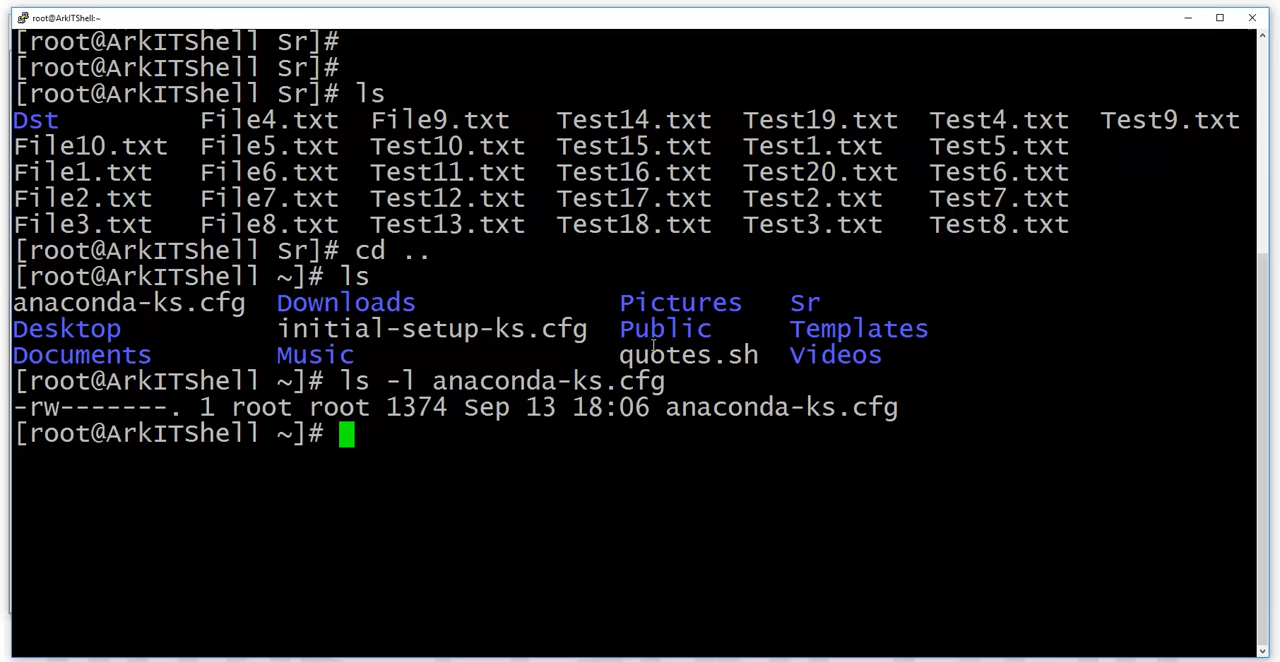 root@ArkITShell:~
[root@ArkITShell Sr]#
[root@ArkITShell Sr]#
[root@ArkITShell Sr]# ls
Dst File4.txt File9.txt Test14.txt Test19.txt Test4.txt Test9.txt
File10.txt File5.txt Test10.txt Test15.txt Test1.txt Test5.txt
File1.txt File6.txt Test11.txt Test16.txt Test20.txt Test6.txt
File2.txt File7.txt Test12.txt Test17.txt Test2.txt Test7.txt
File3.txt File8.txt Test13.txt Test18.txt Test3.txt Test8.txt
[root@ArkITShell Sr]# cd ..
[root@ArkITShell ~]# ls
anaconda-ks.cfg Downloads Pictures Sr
Desktop initial-setup-ks.cfg Public Templates
Documents Music quotes.sh Videos
[root@ArkITShell ~]# ls -l anaconda-ks.cfg
-rw-------. 1 root root 1374 Sep 13 18:06 anaconda-ks.cfg
[root@ArkITShell ~]#